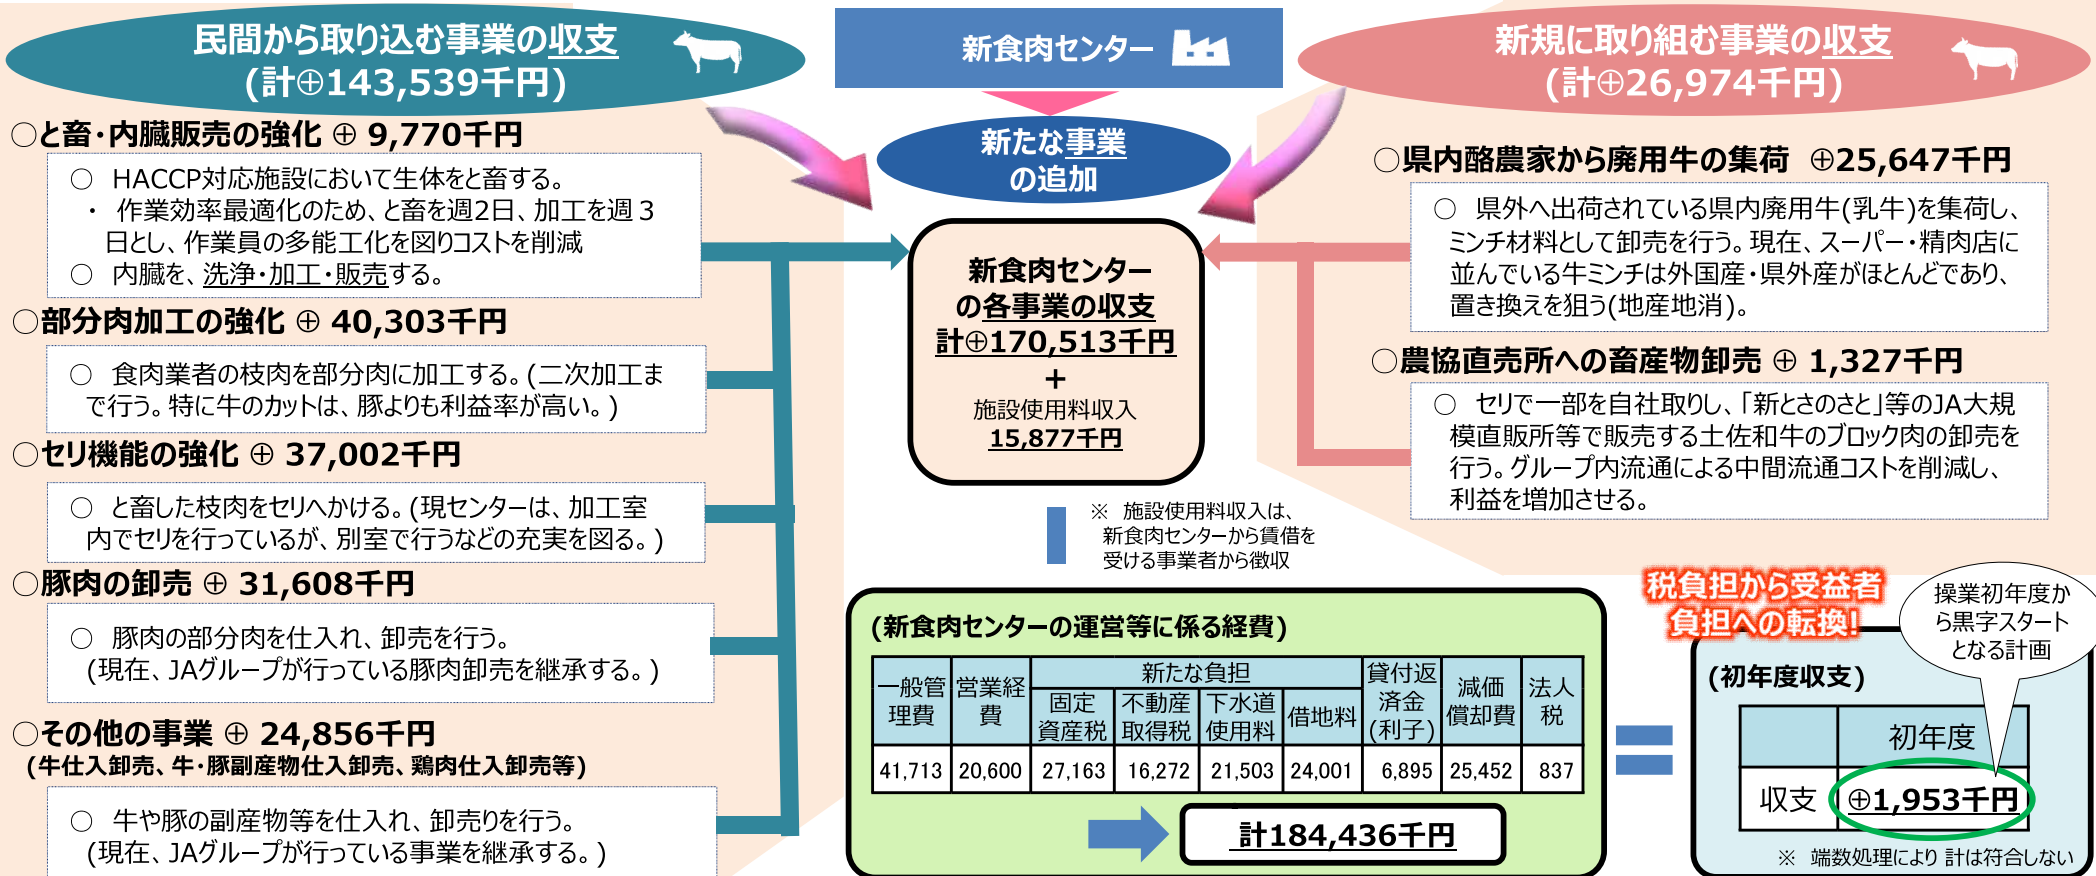 民間から取り込む事業の収支
(計⊕143,539千円)
○と畜・内臓販売の強化 ⊕ 9,770千円
○ HACCP対応施設において生体をと畜する。
・ 作業効率最適化のため、と畜を週2日、加工を週3
日とし、作業員の多能工化を図りコストを削減
○ 内臓を、洗浄・加工・販売する。
○部分肉加工の強化 ⊕ 40,303千円
○ 食肉業者の枝肉を部分肉に加工する。(二次加工ま
で行う。特に牛のカットは、豚よりも利益率が高い。)
○セリ機能の強化 ⊕ 37,002千円
○ と畜した枝肉をセリへかける。(現センターは、加工室
内でセリを行っているが、別室で行うなどの充実を図る。)
○豚肉の卸売 ⊕ 31,608千円
○ 豚肉の部分肉を仕入れ、卸売を行う。
(現在、JAグループが行っている豚肉卸売を継承する。)
○その他の事業 ⊕ 24,856千円
(牛仕入卸売、牛・豚副産物仕入卸売、鶏肉仕入卸売等)
○ 牛や豚の副産物等を仕入れ、卸売りを行う。
(現在、JAグループが行っている事業を継承する。)
新食肉センター
新たな事業
の追加
新食肉センター
の各事業の収支
計⊕170,513千円
+
施設使用料収入
15,877千円
※ 施設使用料収入は、
新食肉センターから賃借を
受ける事業者から徴収
新規に取り組む事業の収支
(計⊕26,974千円)
○県内酪農家から廃用牛の集荷 ⊕25,647千円
○ 県外へ出荷されている県内廃用牛(乳牛)を集荷し、
ミンチ材料として卸売を行う。現在、スーパー・精肉店に
並んでいる牛ミンチは外国産・県外産がほとんどであり、
置き換えを狙う(地産地消)。
○農協直売所への畜産物卸売 ⊕ 1,327千円
○ セリで一部を自社取りし、「新とさのさと」等のJA大規
模直販所等で販売する土佐和牛のブロック肉の卸売を
行う。グループ内流通による中間流通コストを削減し、
利益を増加させる。
(新食肉センターの運営等に係る経費)
一般管理費 営業経費 新たな負担 貸付返済金(利子) 減価償却費 法人税
固定資産税 不動産取得税 下水道使用料 借地料
41,713 20,600 27,163 16,272 21,503 24,001 6,895 25,452 837
計184,436千円
税負担から受益者
負担への転換!
操業初年度か
ら黒字スタート
となる計画
(初年度収支)
初年度
収支 ⊕1,953千円
※ 端数処理により 計は符合しない